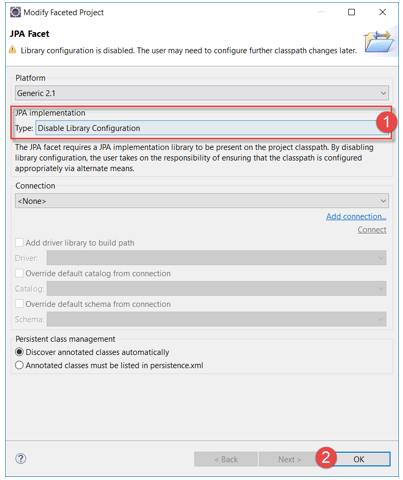 Modify Faceted Project
JPA Facet
Library configuration is disabled. The user may need to configure further classpath changes later.
Platform
Generic 2.1
JPA implementation
Type: Disable Library Configuration
1
The JPA facet requires a JPA implementation library to be present on the project classpath. By disabling
library configuration, the user takes on the responsibility of ensuring that the classpath is configured
appropriately via alternate means.
Connection
<None>
Add connection...
Connect
Add driver library to build path
Driver:
Override default catalog from connection
Catalog:
Override default schema from connection
Schema:
Persistent class management
Discover annotated classes automatically
Annotated classes must be listed in persistence.xml
?
< Back
Next >
2
OK